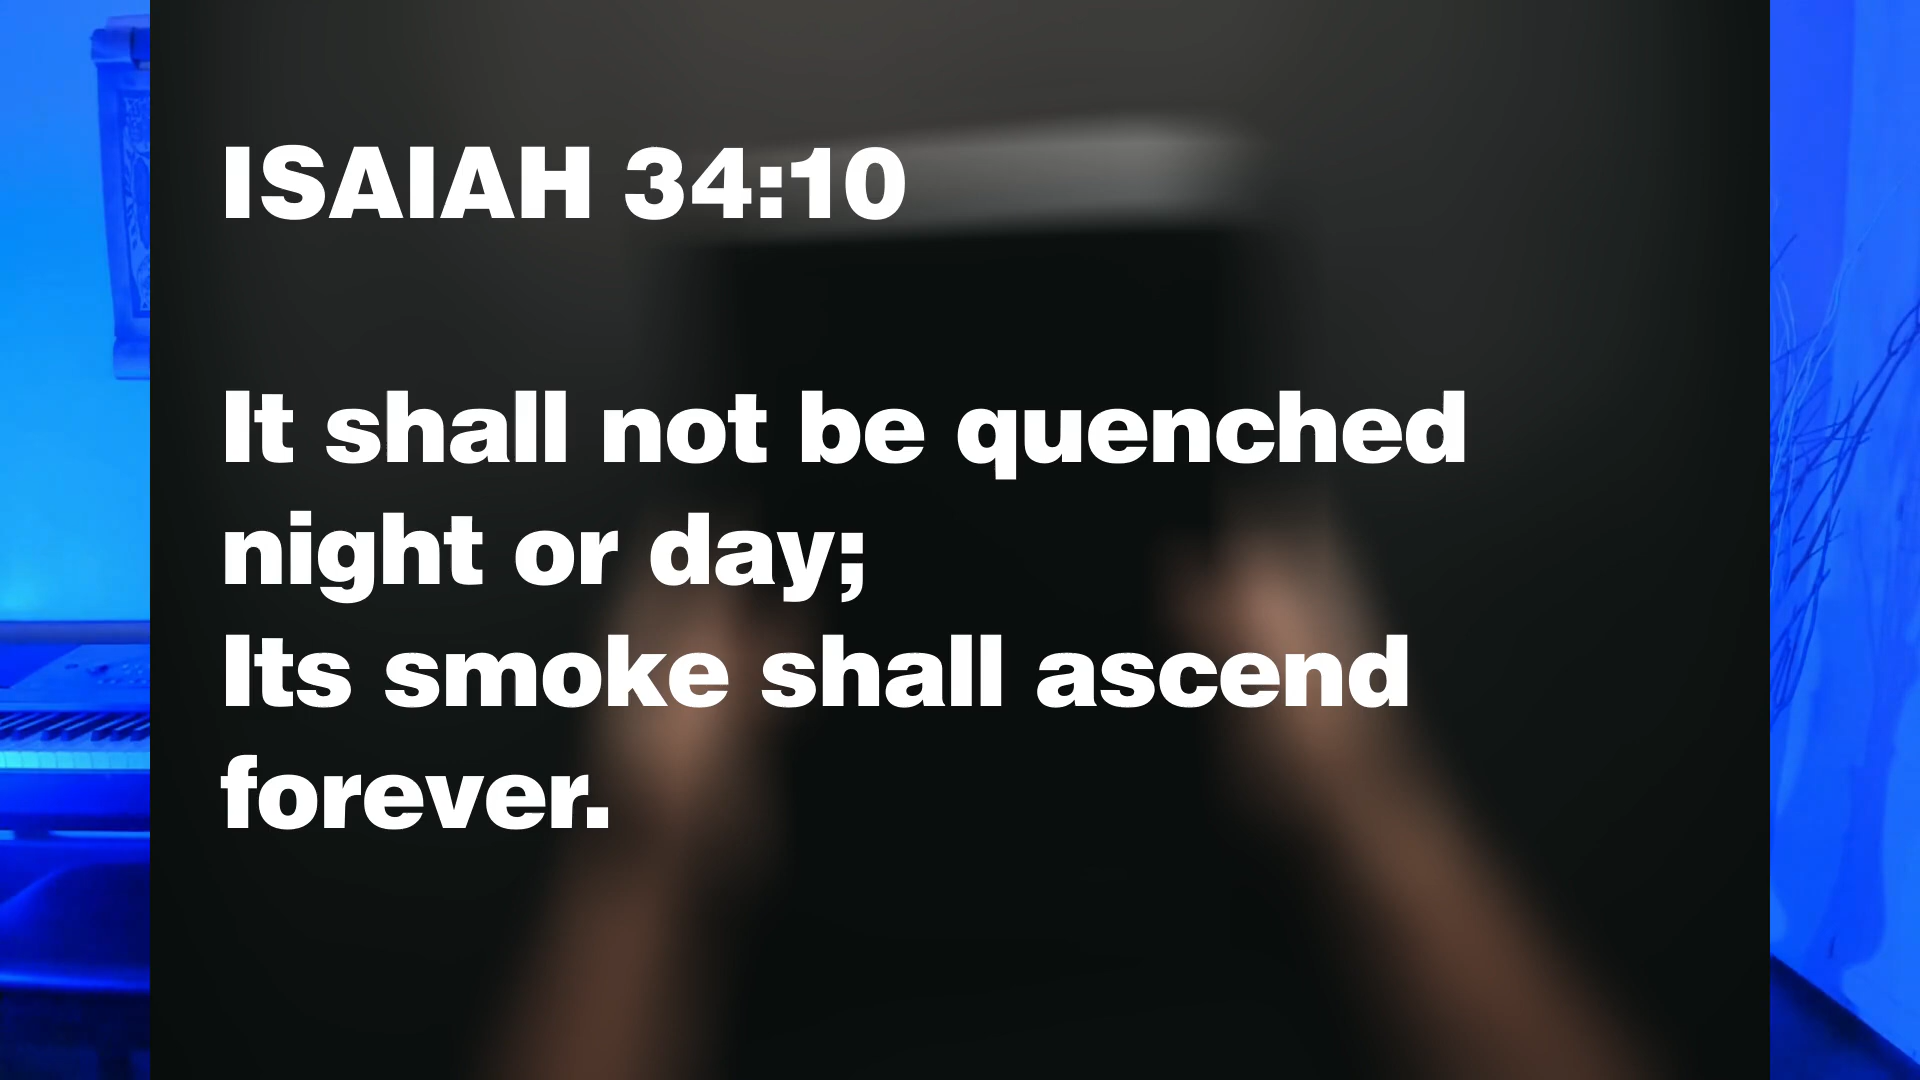 ISAIAH 34:10
It shall not be quenched
night or day;
Its smoke shall ascend
forever.